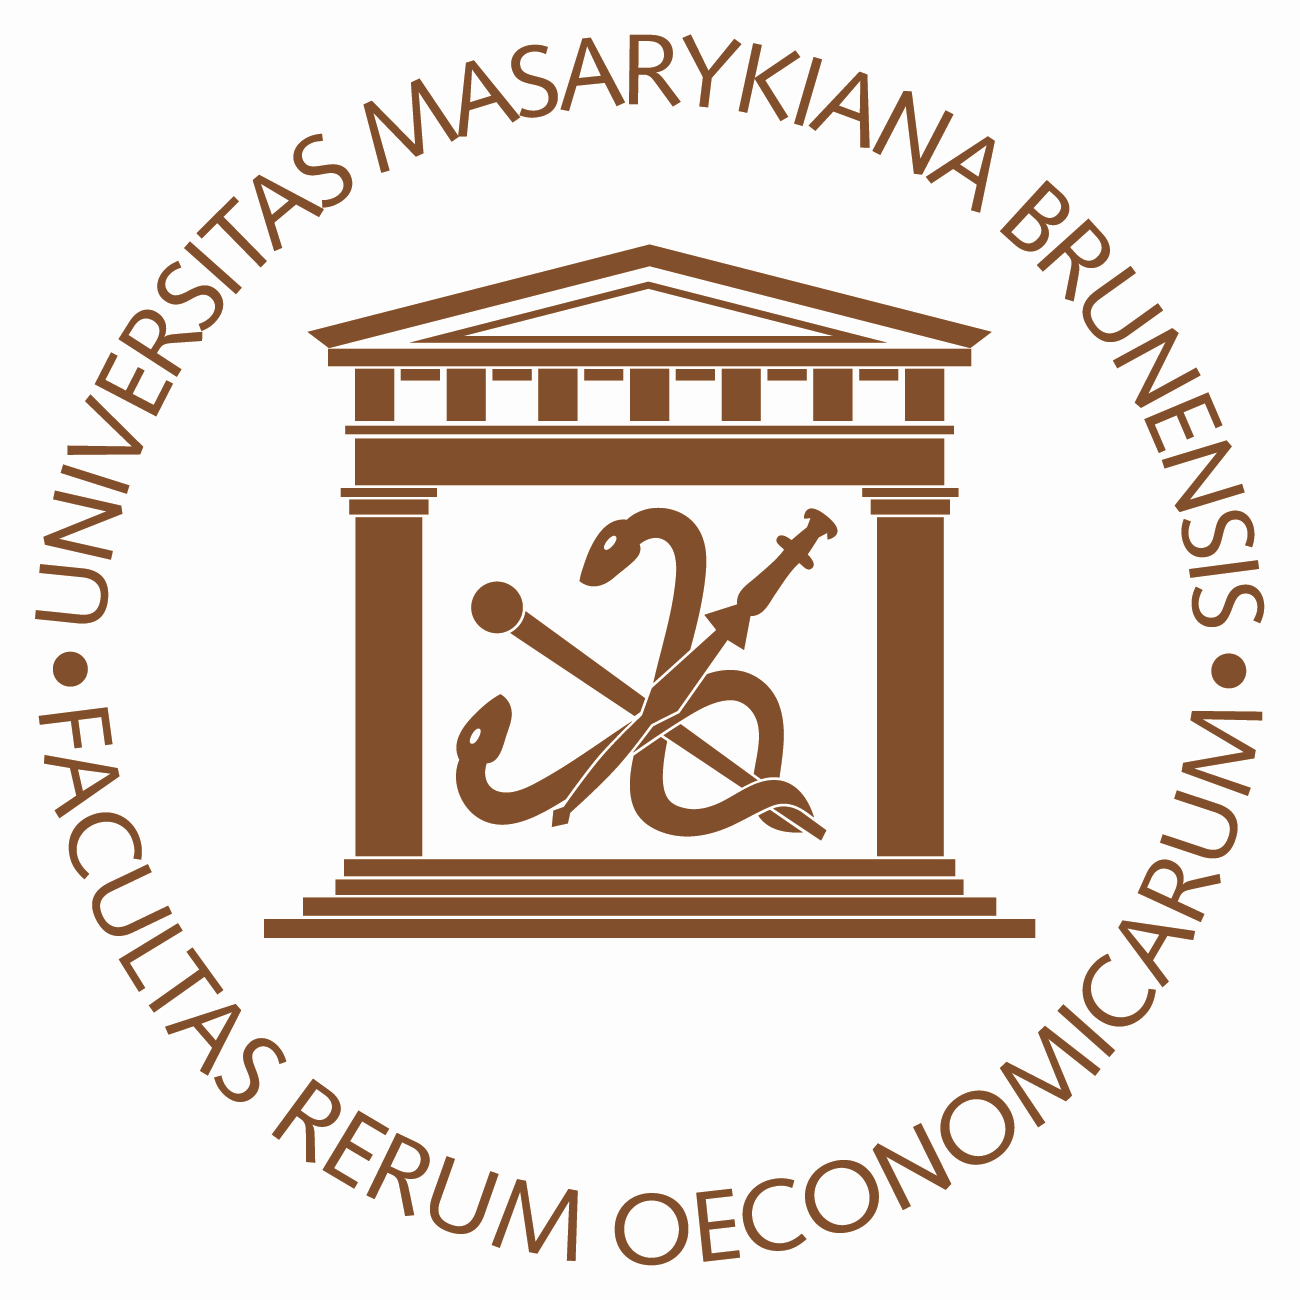 UNIVERSITAS MASARYKIANA BRUNENSIS
• FACULTAS RERUM OECONOMICARUM •